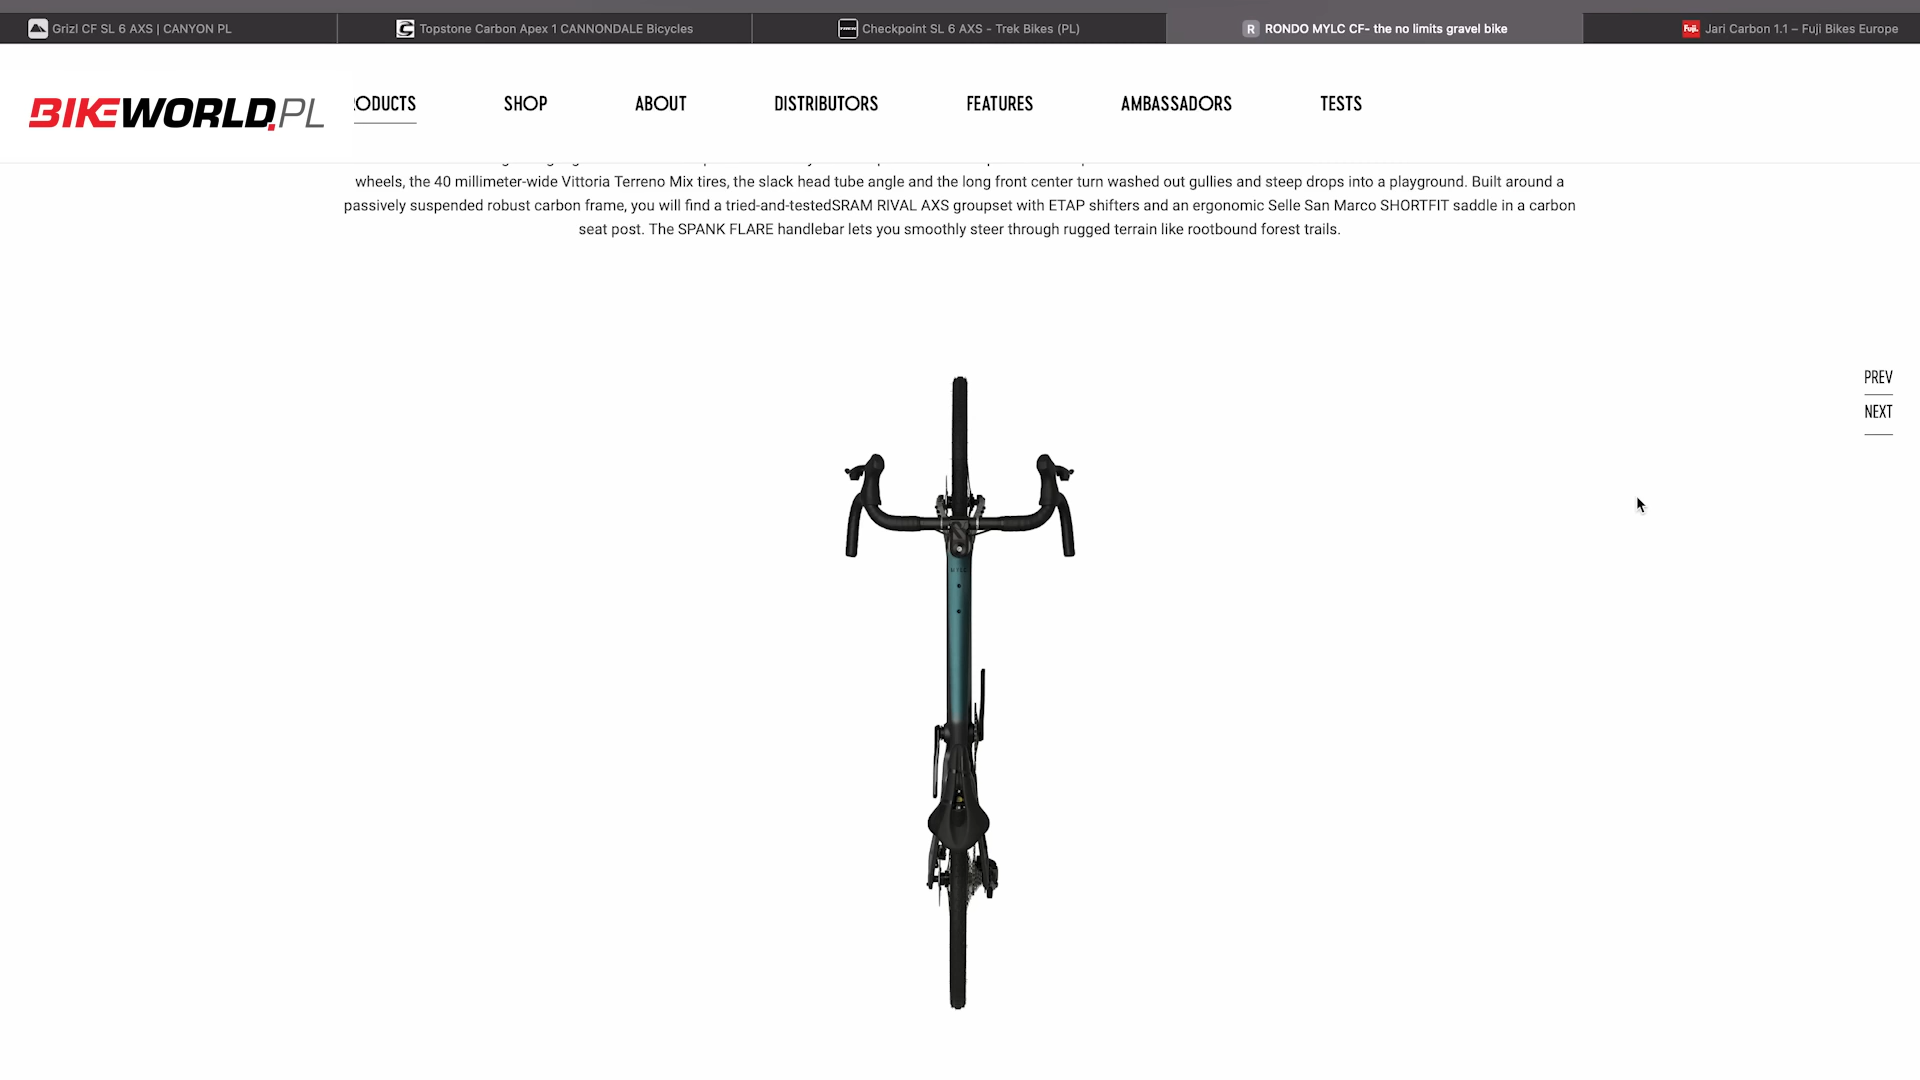 Grizl CF SL 6 AXS | CANYON PL
Topstone Carbon Apex 1 CANNONDALE Bicycles
Checkpoint SL 6 AXS - Trek Bikes (PL)
R RONDO MYLC CF- the no limits gravel bike
Jari Carbon 1.1 – Fuji Bikes Europe
BIKEWORLD.PL
ODUCTS
SHOP
ABOUT
DISTRIBUTORS
FEATURES
AMBASSADORS
TESTS
wheels, the 40 millimeter-wide Vittoria Terreno Mix tires, the slack head tube angle and the long front center turn washed out gullies and steep drops into a playground. Built around a
passively suspended robust carbon frame, you will find a tried-and-testedSRAM RIVAL AXS groupset with ETAP shifters and an ergonomic Selle San Marco SHORTFIT saddle in a carbon
seat post. The SPANK FLARE handlebar lets you smoothly steer through rugged terrain like rootbound forest trails.
PREV
NEXT